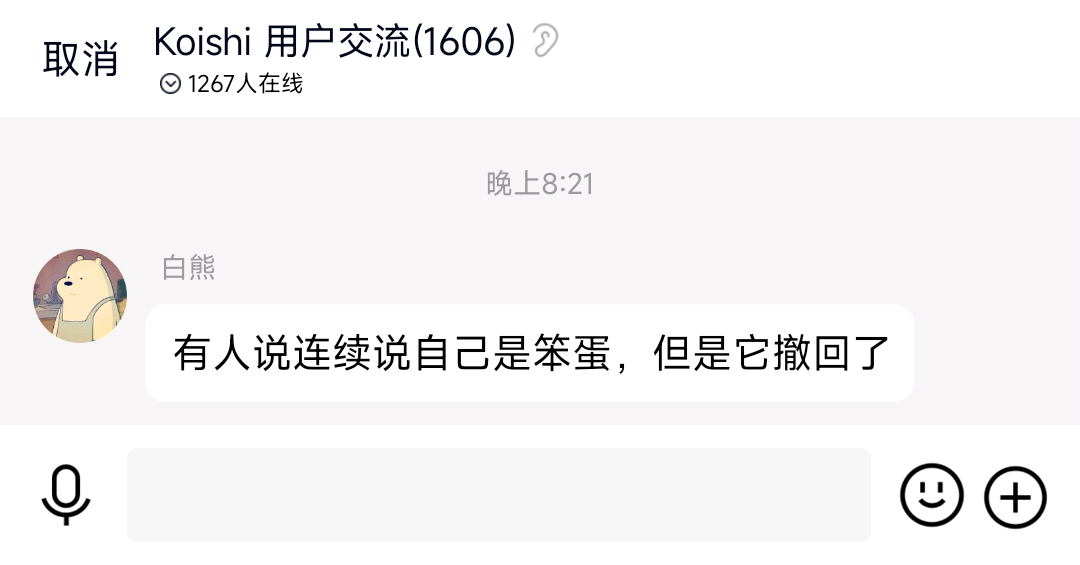 取消
Koishi 用户交流(1606)
1267人在线
晚上8:21
白熊
有人说连续说自己是笨蛋，但是它撤回了